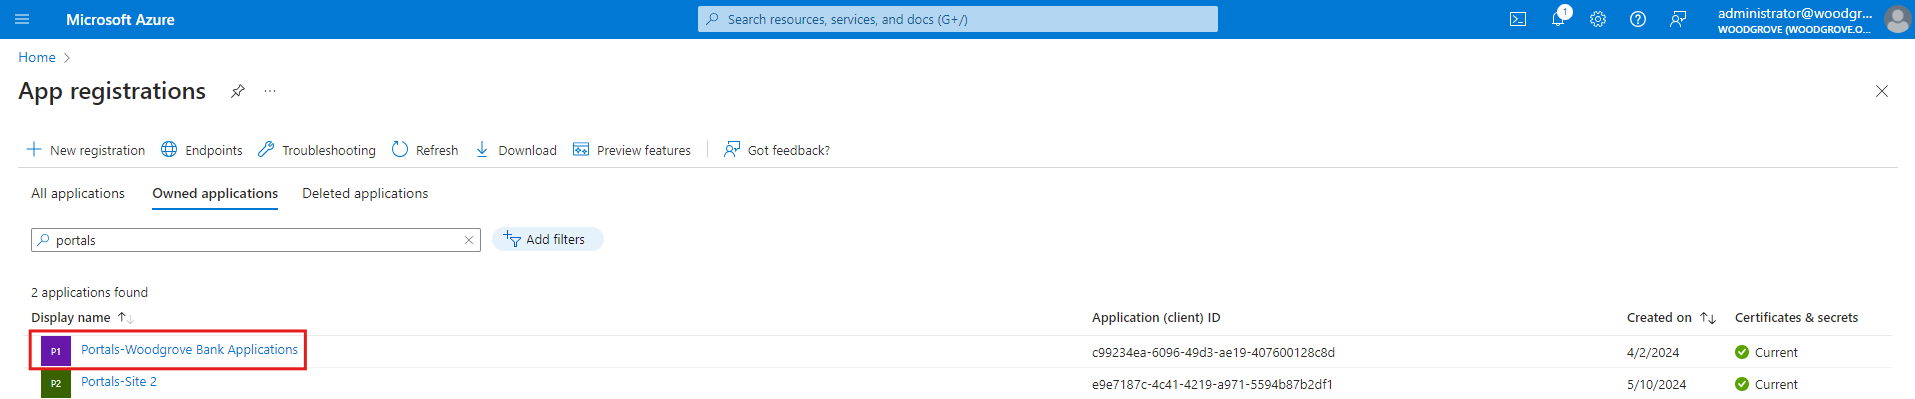 Microsoft Azure
Search resources, services, and docs (G+/)
1
administrator@woodgr...
WOODGROVE (WOODGROVE.O...
Home
App registrations
New registration Endpoints Troubleshooting Refresh Download Preview features Got feedback?
All applications Owned applications Deleted applications
portals Add filters
2 applications found
Display name Application (client) ID Created on Certificates & secrets
P1 Portals-Woodgrove Bank Applications c99234ea-6096-49d3-ae19-407600128c8d 4/2/2024 Current
P2 Portals-Site 2 e9e7187c-4c41-4219-a971-5594b87b2df1 5/10/2024 Current